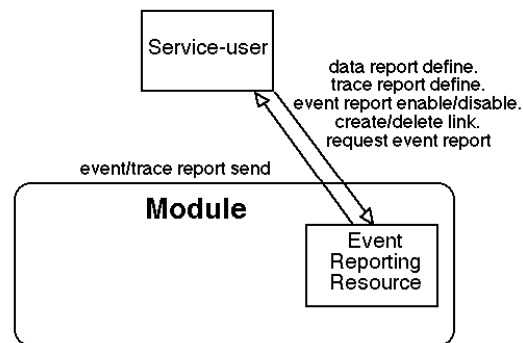 Service-user
data report define.
trace report define.
event report enable/disable.
create/delete link.
request event report
event/trace report send
Module
Event
Reporting
Resource